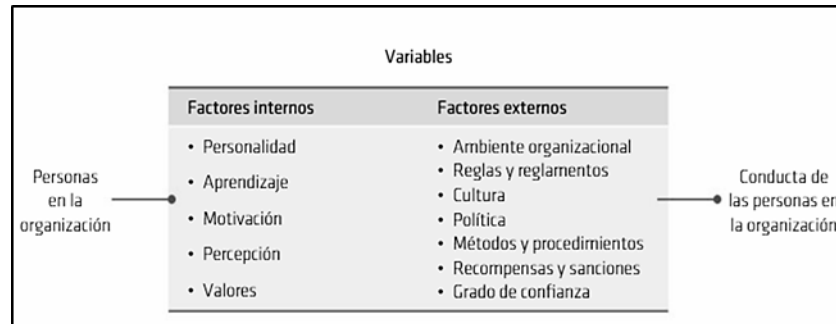 Variables
Factores internos
Factores externos
Personas
en la
organización
• Personalidad
• Aprendizaje
• Motivación
• Percepción
• Valores
• Ambiente organizacional
• Reglas y reglamentos
• Cultura
• Política
• Métodos y procedimientos
• Recompensas y sanciones
• Grado de confianza
Conducta de
las personas en
la organización